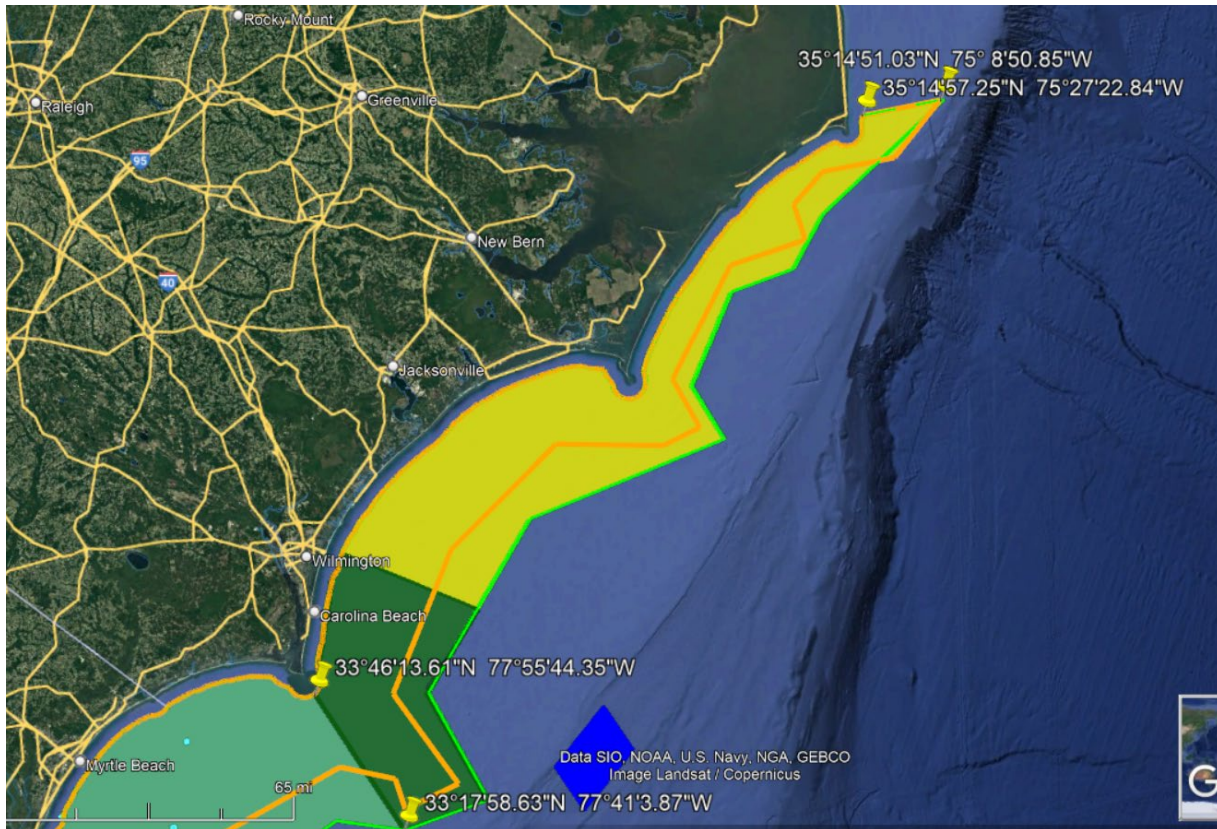 Rocky Mount
35°14'51.03"N 75° 8'50.85"W
35°14'57.25"N 75°27'22.84"W
Raleigh
Greenville
95
New Bern
40
Jacksonville
Wilmington
Carolina Beach
33°46'13.61"N 77°55'44.35"W
Data SIO, NOAA, U.S. Navy, NGA, GEBCO
Image Landsat / Copernicus
Myrtle Beach
65 mi
33°17'58.63"N 77°41'3.87"W
G